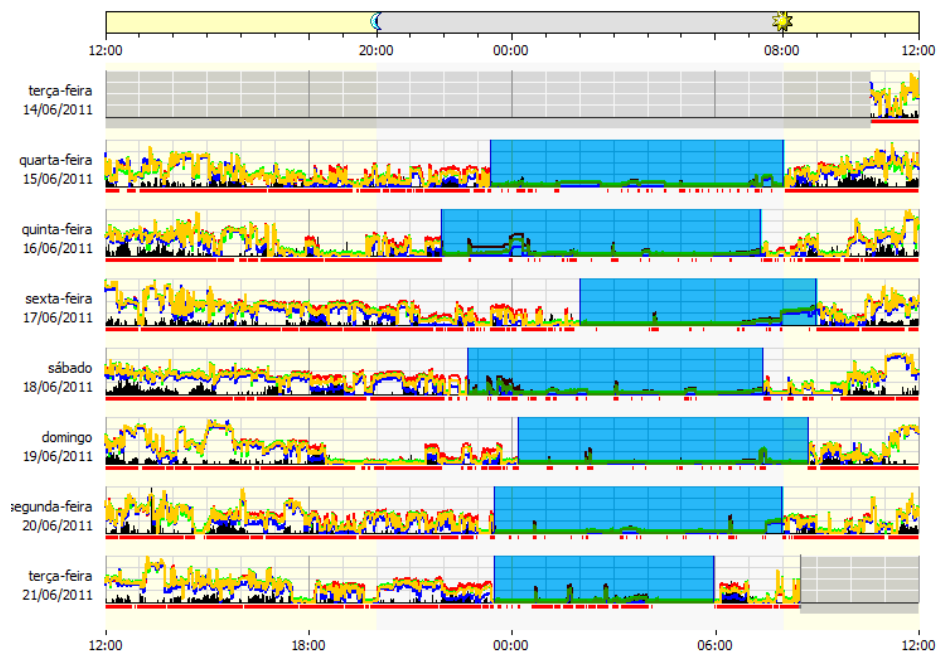 12:00 20:00 00:00 08:00 12:00
terça-feira
14/06/2011
quarta-feira
15/06/2011
quinta-feira
16/06/2011
sexta-feira
17/06/2011
sábado
18/06/2011
domingo
19/06/2011
segunda-feira
20/06/2011
terça-feira
21/06/2011
12:00 18:00 00:00 06:00 12:00